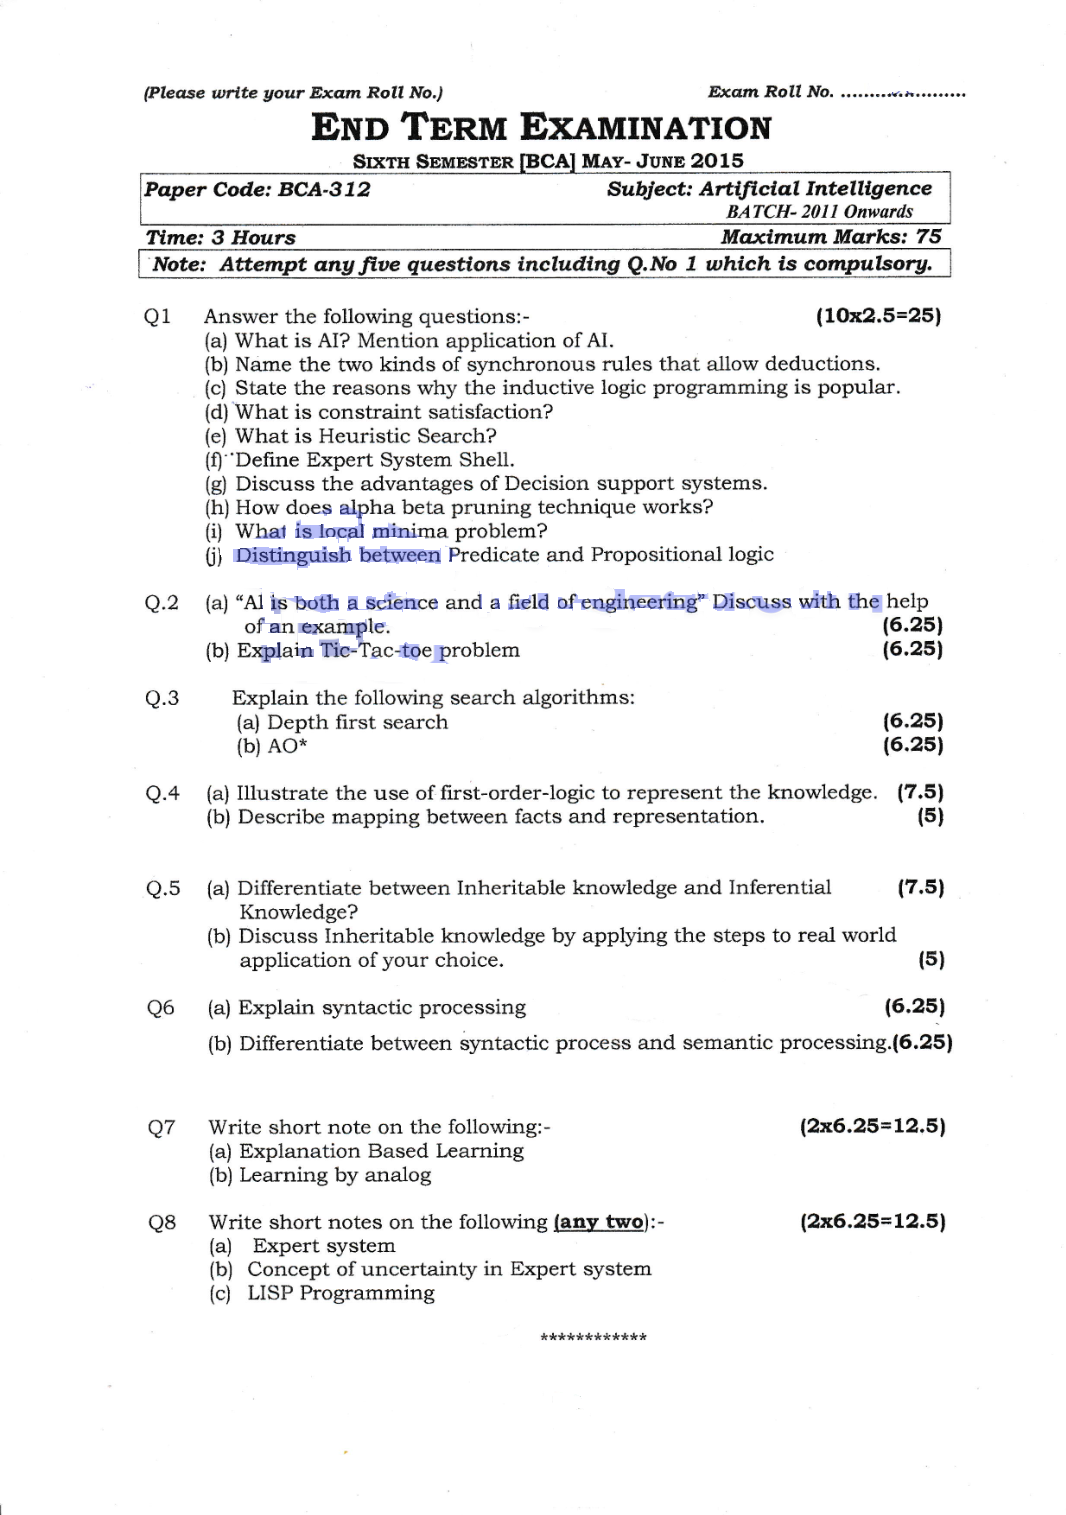 (Please write your Exam Roll No.) Exam Roll No. ......................
END TERM EXAMINATION
SIXTH SEMESTER [BCA] MAY- JUNE 2015
Paper Code: BCA-312 Subject: Artificial Intelligence
BATCH- 2011 Onwards
Time: 3 Hours Maximum Marks: 75
Note: Attempt any five questions including Q.No 1 which is compulsory.
Q1 Answer the following questions:- (10x2.5=25)
(a) What is AI? Mention application of AI.
(b) Name the two kinds of synchronous rules that allow deductions.
(c) State the reasons why the inductive logic programming is popular.
(d) What is constraint satisfaction?
(e) What is Heuristic Search?
(f) Define Expert System Shell.
(g) Discuss the advantages of Decision support systems.
(h) How does alpha beta pruning technique works?
(i) What is local minima problem?
(j) Distinguish between Predicate and Propositional logic
Q.2 (a) “AI is both a science and a field of engineering” Discuss with the help
of an example. (6.25)
(b) Explain Tic-Tac-toe problem (6.25)
Q.3 Explain the following search algorithms:
(a) Depth first search (6.25)
(b) AO* (6.25)
Q.4 (a) Illustrate the use of first-order-logic to represent the knowledge. (7.5)
(b) Describe mapping between facts and representation. (5)
Q.5 (a) Differentiate between Inheritable knowledge and Inferential (7.5)
Knowledge?
(b) Discuss Inheritable knowledge by applying the steps to real world
application of your choice. (5)
Q6 (a) Explain syntactic processing (6.25)
(b) Differentiate between syntactic process and semantic processing.(6.25)
Q7 Write short note on the following:- (2x6.25=12.5)
(a) Explanation Based Learning
(b) Learning by analog
Q8 Write short notes on the following (any two):- (2x6.25=12.5)
(a) Expert system
(b) Concept of uncertainty in Expert system
(c) LISP Programming
************